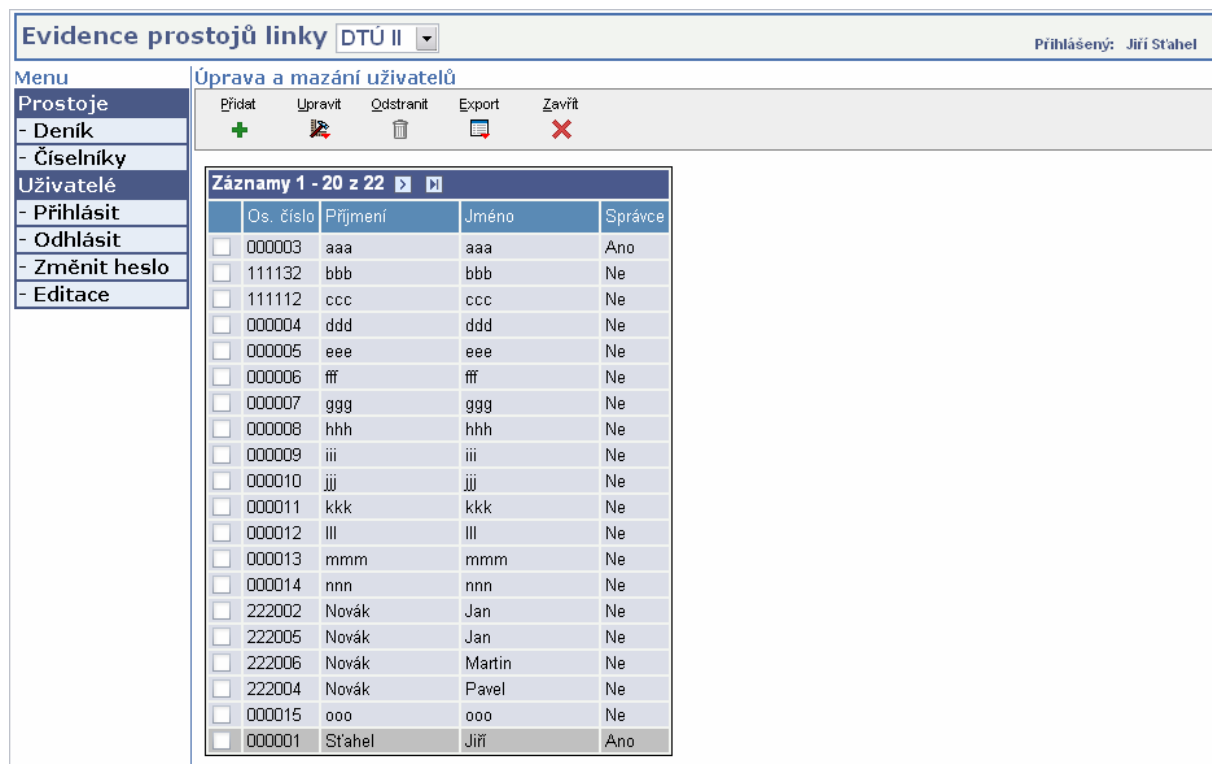 Evidence prostojů linky DTÚ II
Přihlášený: Jiří Sťahel
Menu
Prostoje
- Deník
- Číselníky
Uživatelé
- Přihlásit
- Odhlásit
- Změnit heslo
- Editace
Úprava a mazání uživatelů
Přidat Upravit Odstranit Export Zavřít
Záznamy 1 - 20 z 22
Os. číslo Příjmení Jméno Správce
000003 aaa aaa Ano
111132 bbb bbb Ne
111112 ccc ccc Ne
000004 ddd ddd Ne
000005 eee eee Ne
000006 fff fff Ne
000007 ggg ggg Ne
000008 hhh hhh Ne
000009 iii iii Ne
000010 jjj jjj Ne
000011 kkk kkk Ne
000012 lll lll Ne
000013 mmm mmm Ne
000014 nnn nnn Ne
222002 Novák Jan Ne
222005 Novák Jan Ne
222006 Novák Martin Ne
222004 Novák Pavel Ne
000015 ooo ooo Ne
000001 Sťahel Jiří Ano